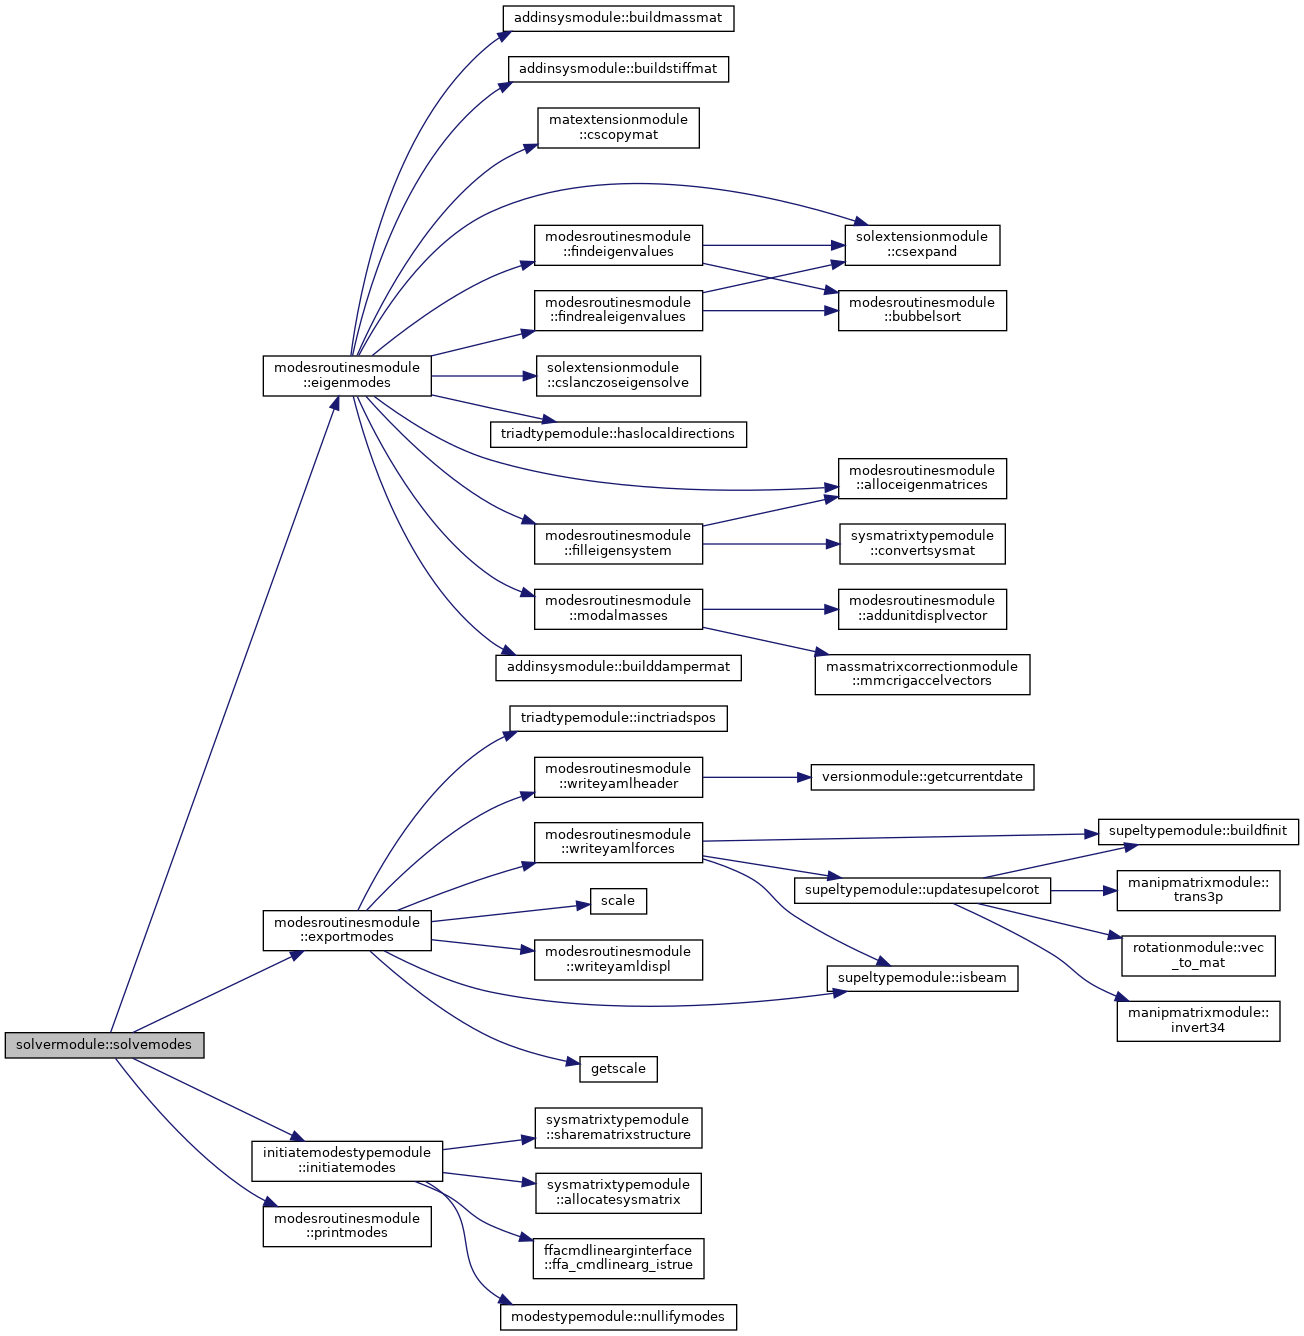 addinsysmodule::buildmassmat
addinsysmodule::buildstiffmat
matextensionmodule
::cscopymat
modesroutinesmodule
::findeigenvalues
solextensionmodule
::csexpand
modesroutinesmodule
::findrealeigenvalues
modesroutinesmodule
::bubbelsort
modesroutinesmodule
::eigenmodes
solextensionmodule
::cslanczoseigensolve
triadtypemodule::haslocaldirections
modesroutinesmodule
::alloceigenmatrices
modesroutinesmodule
::filleigensystem
sysmatrixtypemodule
::convertsysmat
modesroutinesmodule
::modalmasses
modesroutinesmodule
::addunitdisplvector
addinsysmodule::builddampermat
massmatrixcorrectionmodule
::mmcrigaccelvectors
triadtypemodule::inctriadspos
modesroutinesmodule
::writeyamlheader
versionmodule::getcurrentdate
modesroutinesmodule
::writeyamlforces
supeltypemodule::buildfinit
supeltypemodule::updatesupelcorot
manipmatrixmodule::
trans3p
scale
modesroutinesmodule
::exportmodes
modesroutinesmodule
::writeyamldispl
rotationmodule::vec
_to_mat
supeltypemodule::isbeam
manipmatrixmodule::
invert34
solvermodule::solvemodes
getscale
sysmatrixtypemodule
::sharematrixstructure
initiatemodestypemodule
::initiatemodes
sysmatrixtypemodule
::allocatesysmatrix
modesroutinesmodule
::printmodes
ffacmdlinearginterface
::ffa_cmdlinearg_istrue
modestypemodule::nullifymodes